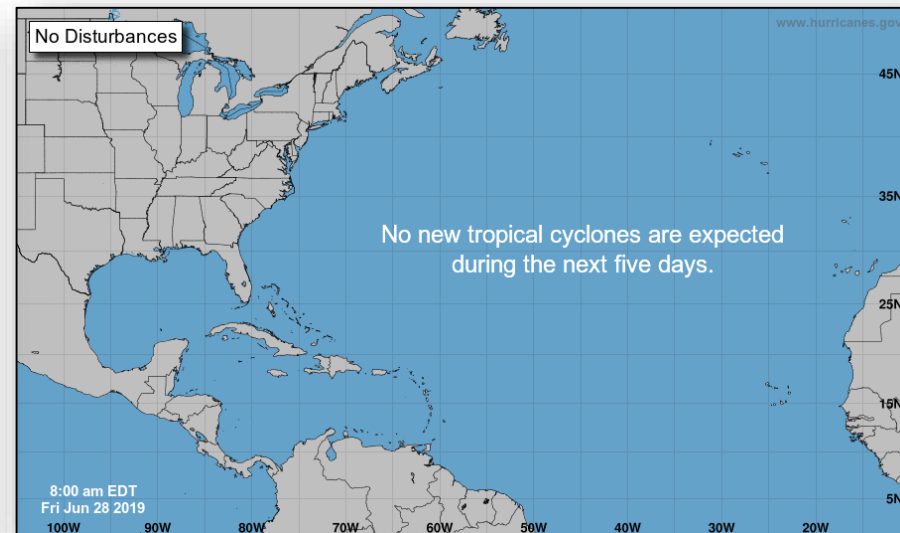 No Disturbances
www.hurricanes.gov
45N
35N
No new tropical cyclones are expected
during the next five days.
25N
15N
8:00 am EDT
Fri Jun 28 2019
5N
100W 90W 80W 70W 60W 50W 40W 30W 20W